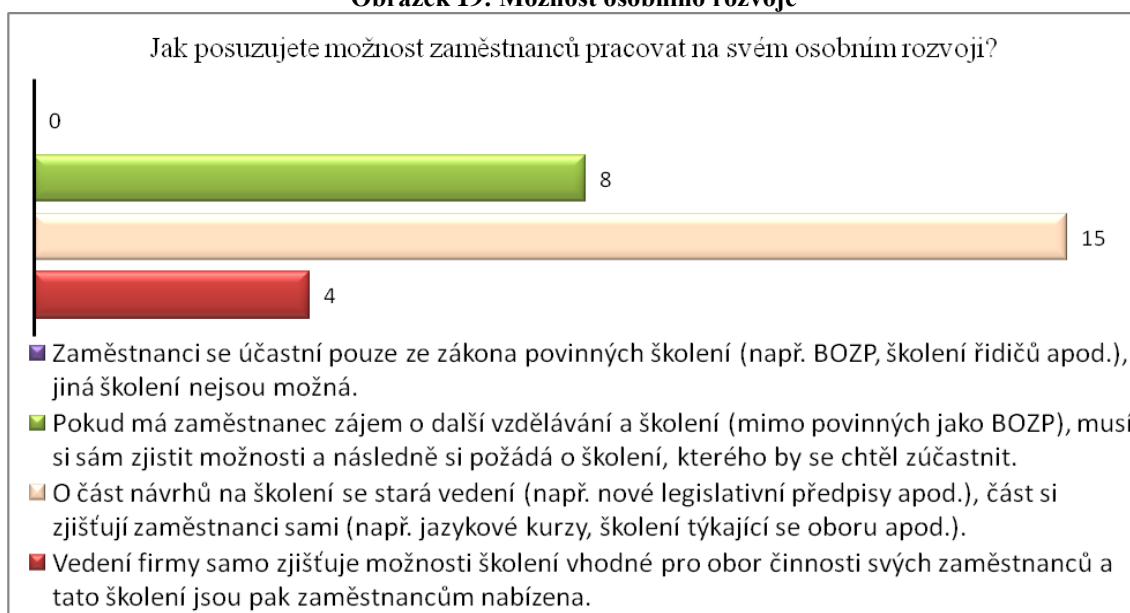 Obrázek 19: Možnost osobního rozvoje
Jak posuzujete možnost zaměstnanců pracovat na svém osobním rozvoji?
0
8
15
4
Zaměstnanci se účastní pouze ze zákona povinných školení (např. BOZP, školení řidičů apod.),
jiná školení nejsou možná.
Pokud má zaměstnanec zájem o další vzdělávání a školení (mimo povinných jako BOZP), musí
si sám zjistit možnosti a následně si požádá o školení, kterého by se chtěl zúčastnit.
O část návrhů na školení se stará vedení (např. nové legislativní předpisy apod.), část si
zjišťují zaměstnanci sami (např. jazykové kurzy, školení týkající se oboru apod.).
Vedení firmy samo zjišťuje možnosti školení vhodné pro obor činnosti svých zaměstnanců a
tato školení jsou pak zaměstnancům nabízena.